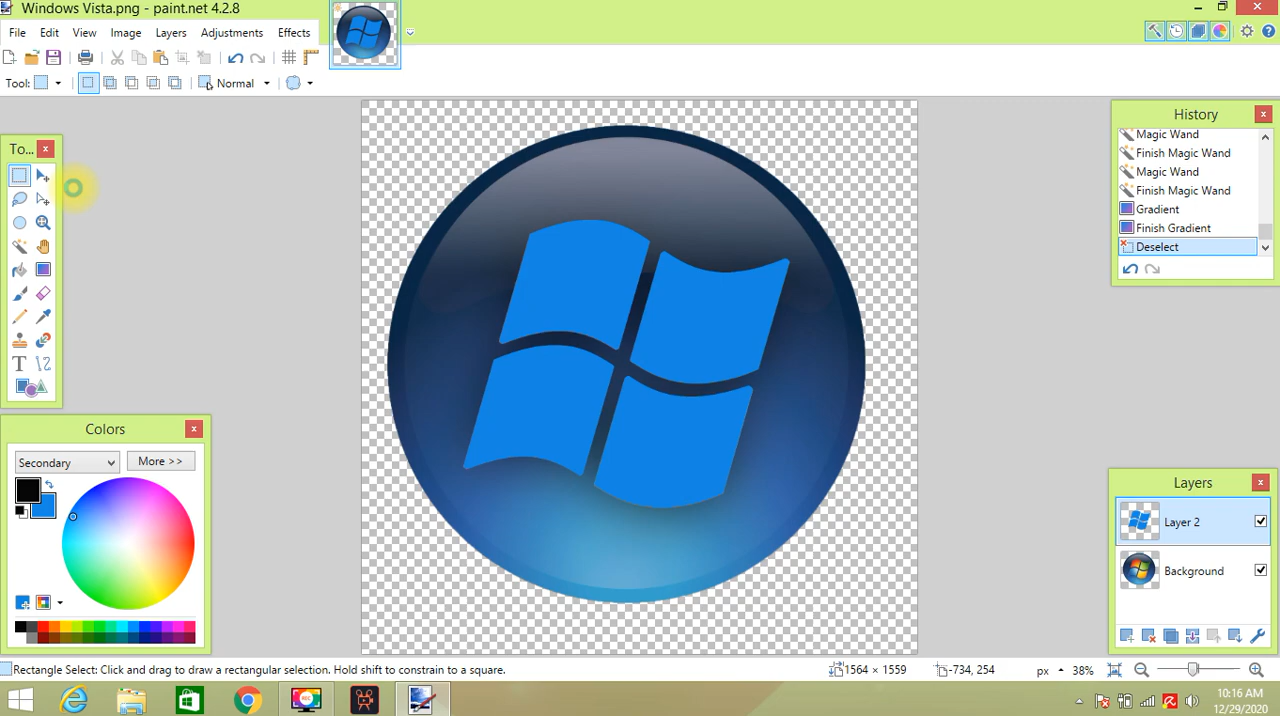 Windows Vista.png - paint.net 4.2.8
File Edit View Image Layers Adjustments Effects
Tool: Normal
To...
History
Magic Wand
Finish Magic Wand
Magic Wand
Finish Magic Wand
Gradient
Finish Gradient
Deselect
Colors
Secondary
More >>
Layers
Layer 2
Background
Rectangle Select: Click and drag to draw a rectangular selection. Hold shift to constrain to a square.
1564 × 1559
-734, 254
px
38%
REC
10:16 AM
12/29/2020